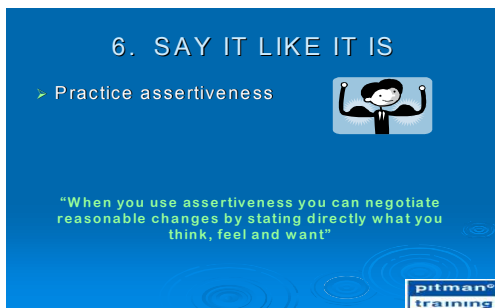 6. SAY IT LIKE IT IS
➢ Practice assertiveness
“When you use assertiveness you can negotiate
reasonable changes by stating directly what you
think, feel and want”
pitman®
training